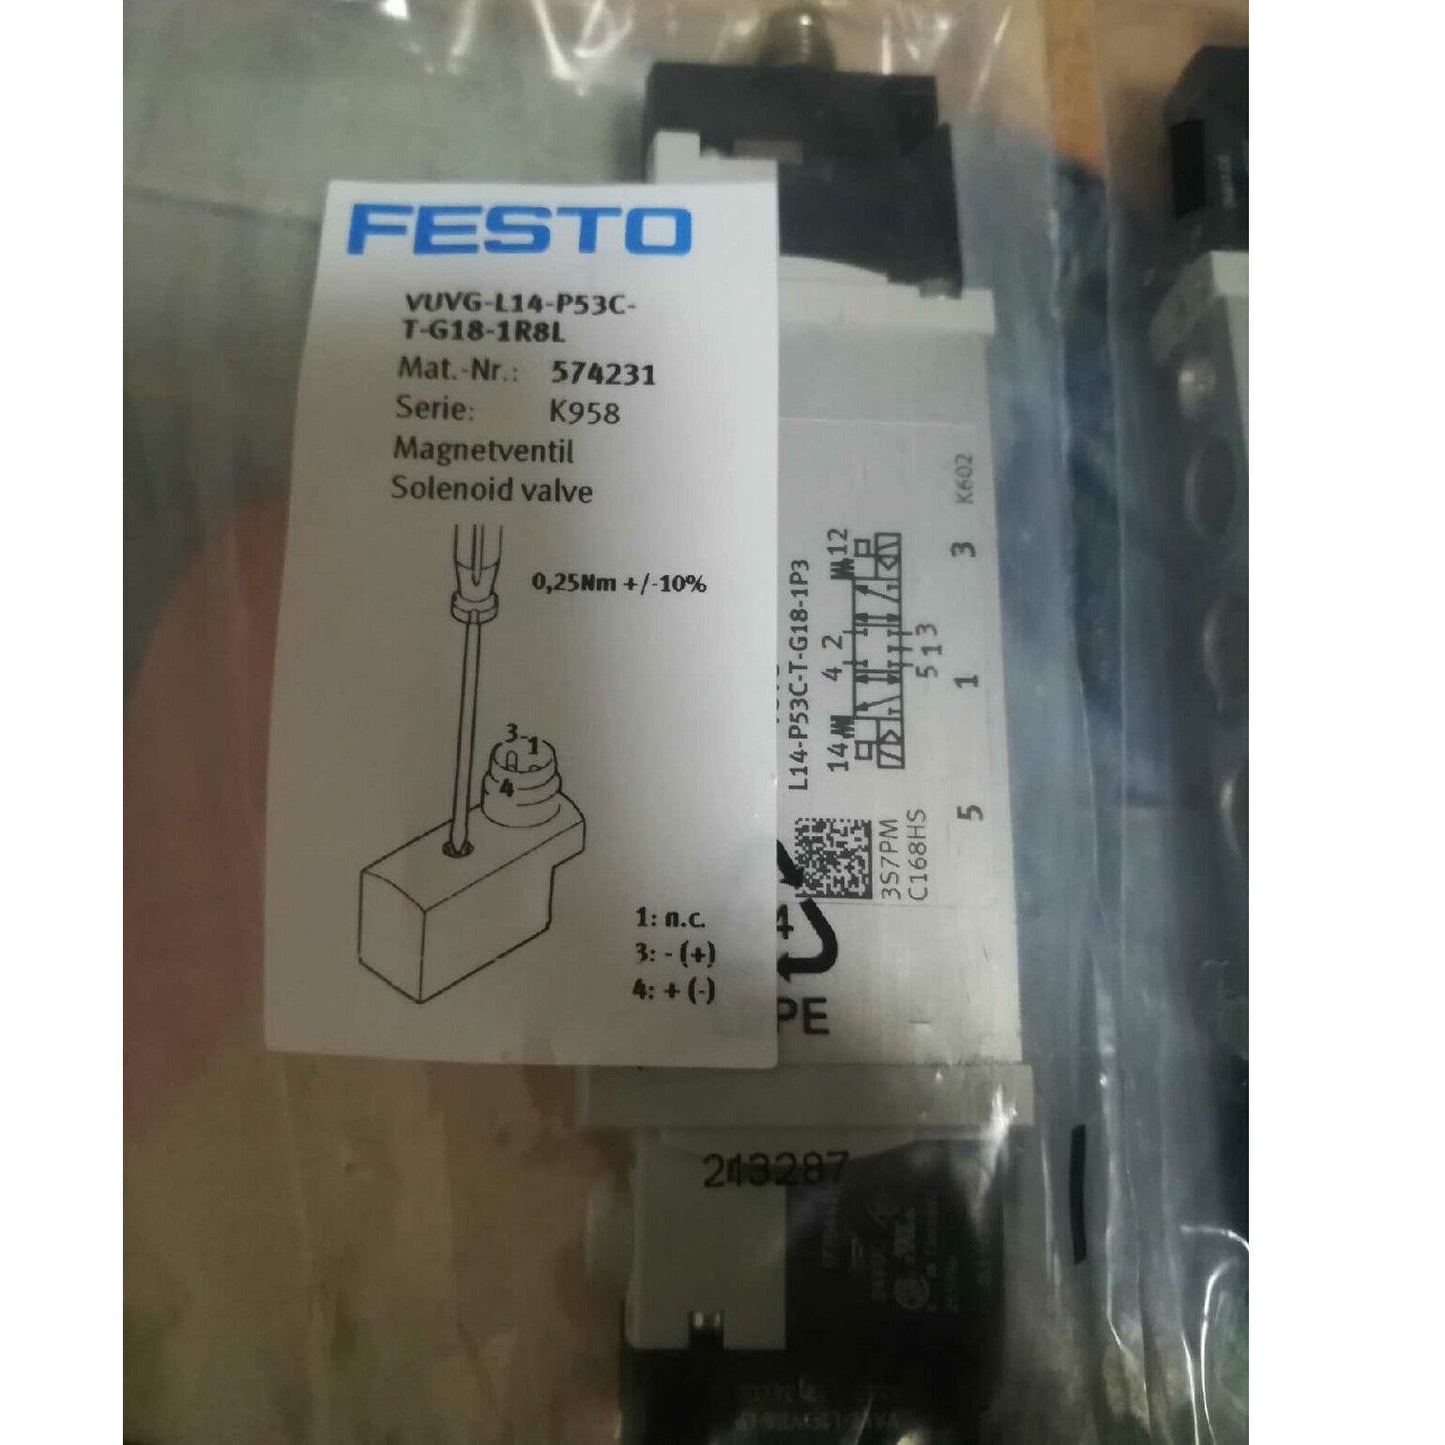 FESTO
VUVG-L14-P53C-
T-G18-1R8L
Mat.-Nr.: 574231
Serie: K958
Magnetventil
Solenoid valve
0,25Nm +/-10%
3
1
4
1: n.c.
3: - (+)
4: + (-)
L14-P53C-T-G18-1P3
14
12
4 2
5 1 3
K602
3
1
5
3S7PM
C168HS
4
PE
213287